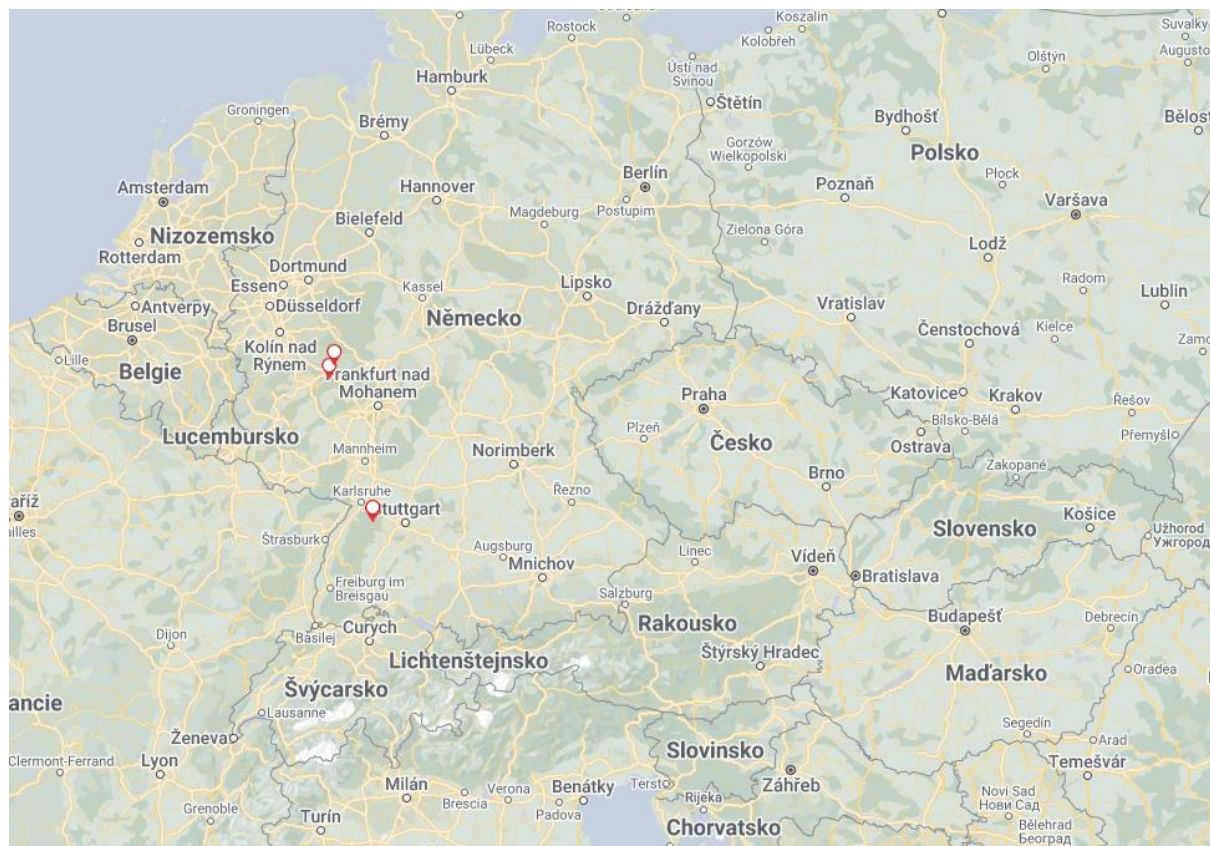 Koszalin
Rostock
Kolobřeh
Suvalky
Lübeck
Olštýn
Augusto
Hamburk
Ústí nad
Svinou
Štětín
Groningen
Brémy
Bydhošť
Bělost
Gorzów
Wielkopolski
Polsko
Berlín
Amsterdam
Hannover
Poznaň
Płock
Magdeburg
Postupim
Varšava
Bielefeld
Nizozemsko
Zielona Góra
Rotterdam
Lodž
Dortmund
Essen
Kassel
Lipsko
Radom
Antverpy
Düsseldorf
Vratislav
Lublin
Brusel
Německo
Drážďany
Čenstochová
Kielce
Zamo
Kolín nad
Rýnem
Lille
Belgie
Frankfurt nad
Mohanem
Praha
Katovice
Krakov
Řešov
Plzeň
Česko
Bílsko-Bělá
Přemyšl
Lucembursko
Ostrava
Mannheim
Norimberk
Brno
Zakopané
Karlsruhe
Řezno
aříž
illes
Stuttgart
Slovensko
Košice
Užhorod
Ужгород
Štrasburk
Augsburg
Linec
Vídeň
Mnichov
Freiburg im
Breisgau
Bratislava
Salzburg
Rakousko
Budapešť
Debrecín
Dijon
Basilej
Curych
Lichtenštejnsko
Štýrský Hradec
Maďarsko
Oradea
ancie
Švýcarsko
Lausanne
Segedín
Ženeva
Arad
Slovinsko
Clermont-Ferrand
Lyon
Temešvár
Milán
Verona
Benátky
Terst
Záhřeb
Brescia
Padova
Rijeka
Novi Sad
Нови Сад
Grenoble
Turín
Chorvatsko
Bělehrad
Београд